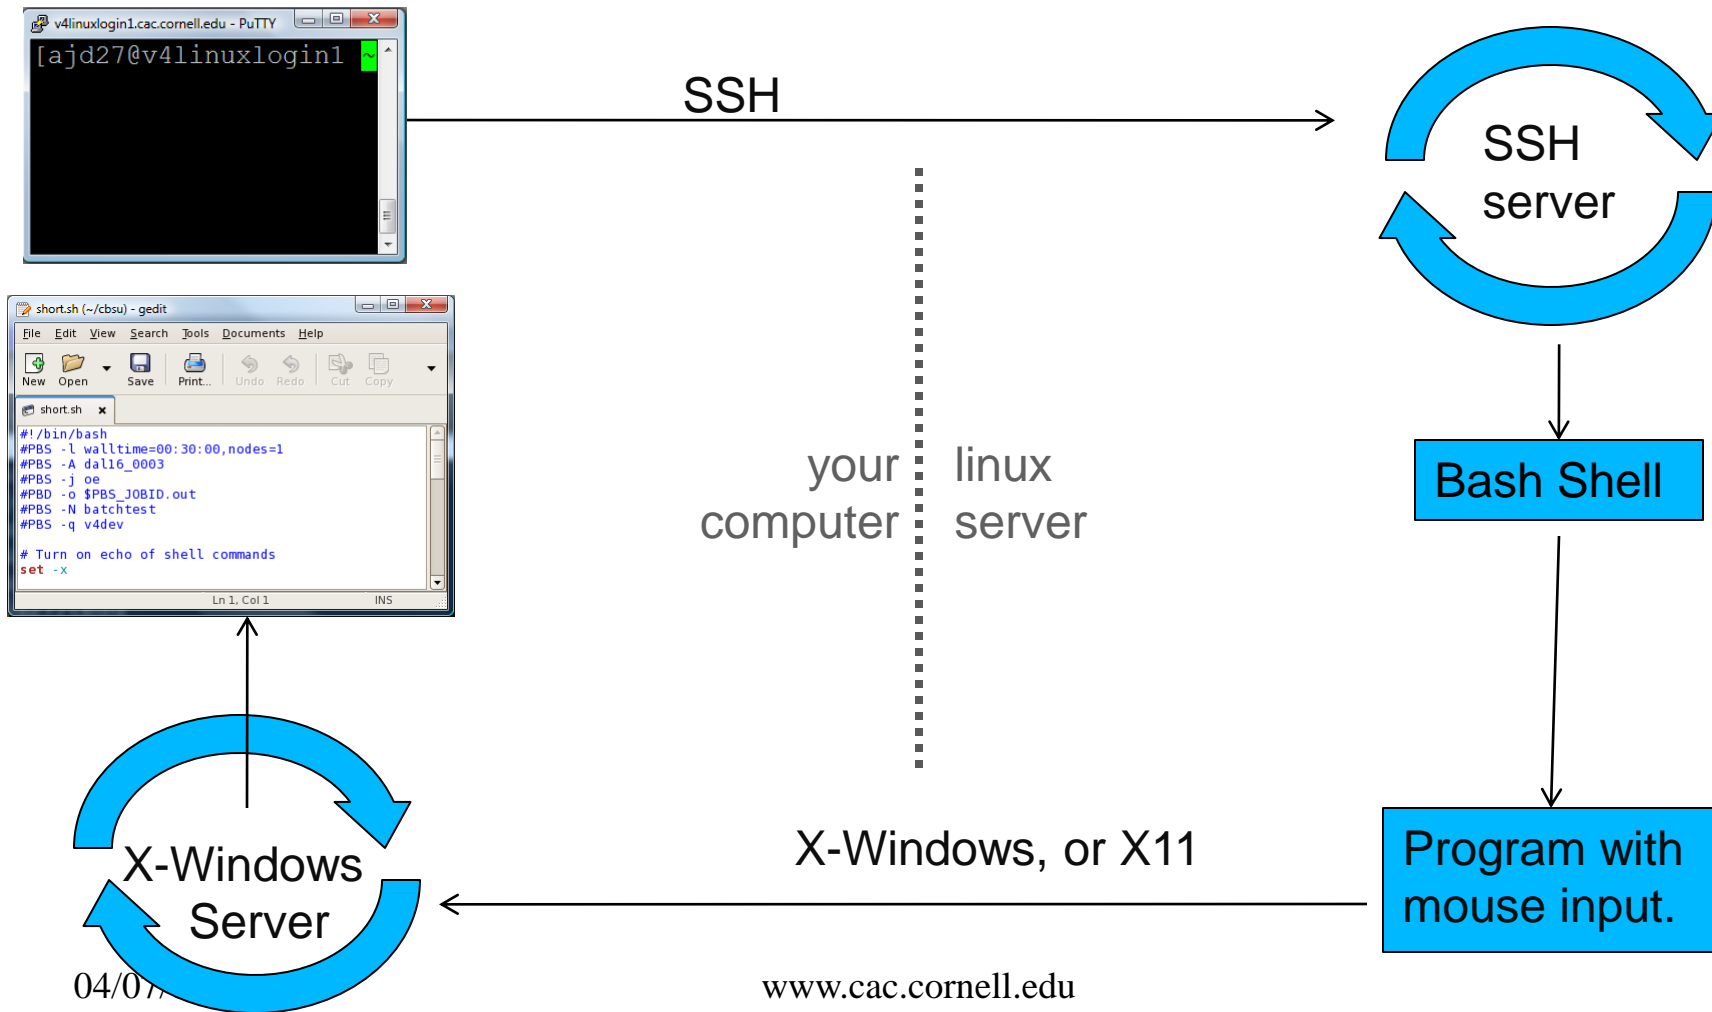 v4linuxlogin1.cac.cornell.edu - PuTTY
[ajd27@v4linuxlogin1 ~
SSH
SSH
server
short.sh (~/cbsu) - gedit
File Edit View Search Tools Documents Help
New Open Save Print... Undo Redo Cut Copy
short.sh
#!/bin/bash
#PBS -l walltime=00:30:00,nodes=1
#PBS -A dal16_0003
#PBS -j oe
#PBD -o $PBS_JOBID.out
#PBS -N batchtest
#PBS -q v4dev
# Turn on echo of shell commands
set -x
Ln 1, Col 1 INS
your
computer
linux
server
Bash Shell
X-Windows, or X11
Program with
mouse input.
X-Windows
Server
04/07/
www.cac.cornell.edu